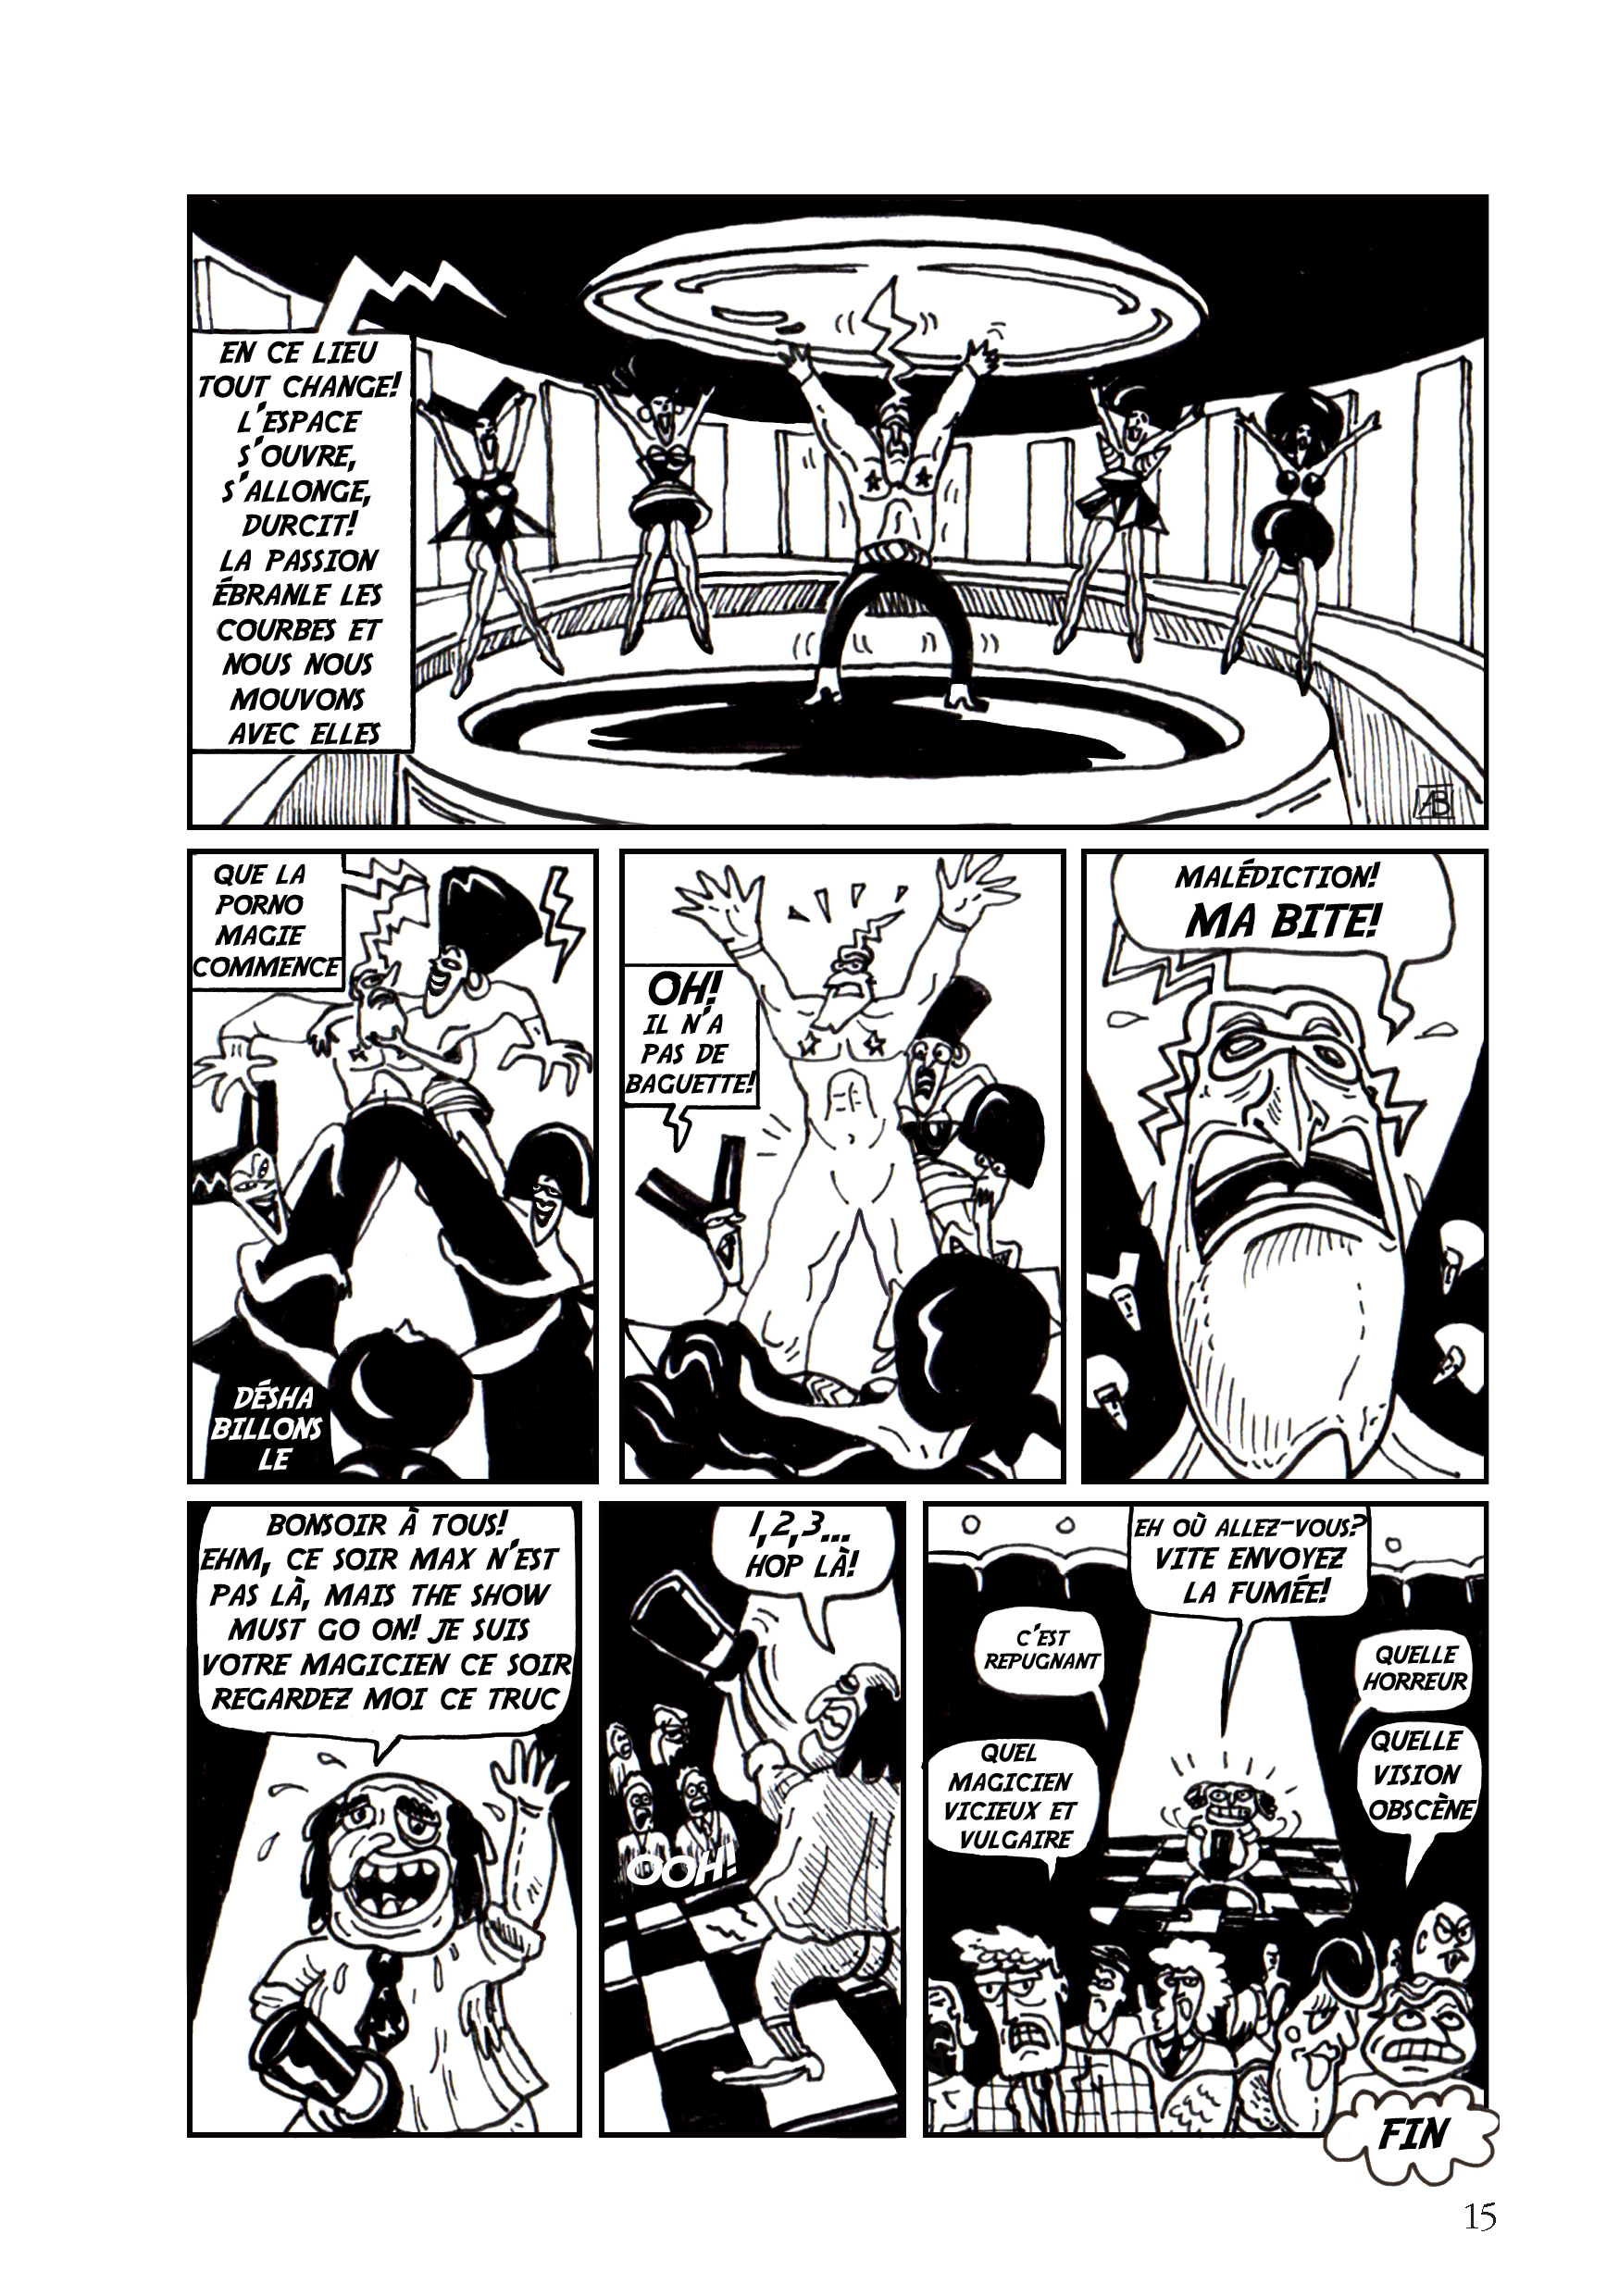 EN CE LIEU
TOUT CHANGE!
L'ESPACE
S'OUVRE,
S'ALLONGE,
DURCIT!
LA PASSION
ÉBRANLE LES
COURBES ET
NOUS NOUS
MOUVONS
AVEC ELLES
AB
QUE LA
PORNO
MAGIE
COMMENCE
DÉSHA
BILLONS
LE
OH!
IL N'A
PAS DE
BAGUETTE!
MALÉDICTION!
MA BITE!
BONSOIR À TOUS!
EHM, CE SOIR MAX N'EST
PAS LÀ, MAIS THE SHOW
MUST GO ON! JE SUIS
VOTRE MAGICIEN CE SOIR
REGARDEZ MOI CE TRUC
1,2,3...
HOP LÀ!
OOH!
EH OÙ ALLEZ-VOUS?
VITE ENVOYEZ
LA FUMÉE!
C'EST
REPUGNANT
QUELLE
HORREUR
QUEL
MAGICIEN
VICIEUX ET
VULGAIRE
QUELLE
VISION
OBSCÈNE
FIN
15